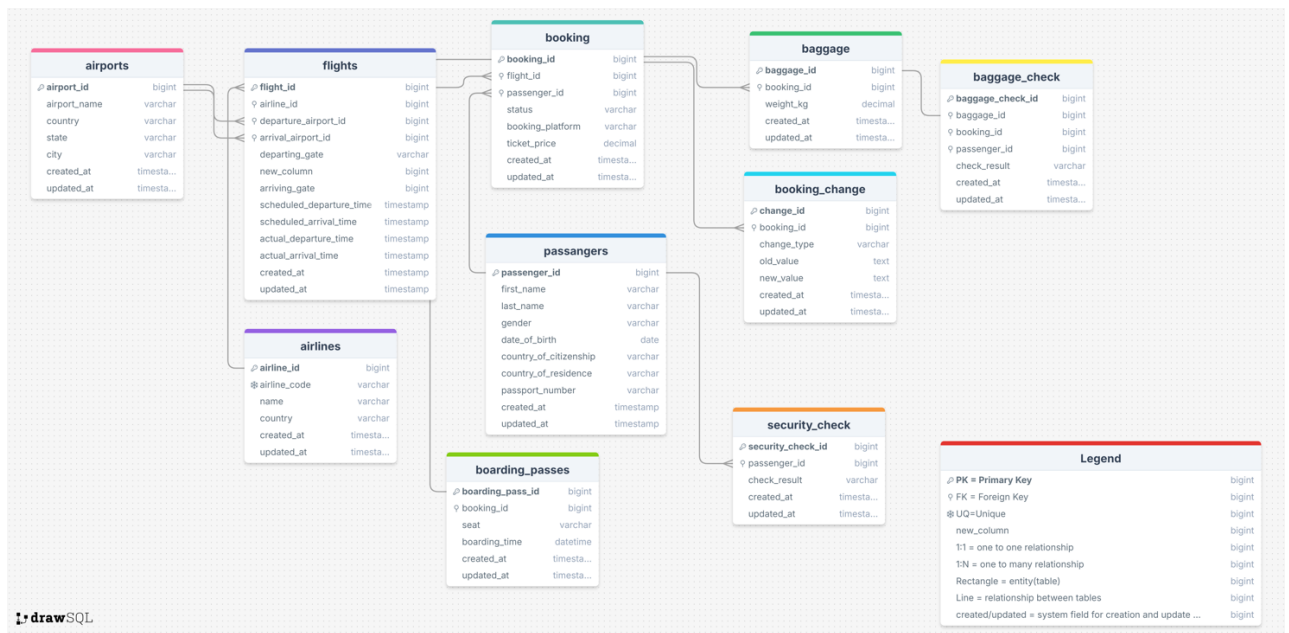 airports
airport_id bigint
airport_name varchar
country varchar
state varchar
city varchar
created_at timesta...
updated_at timesta...
flights
flight_id bigint
airline_id bigint
departure_airport_id bigint
arrival_airport_id bigint
departing_gate varchar
new_column bigint
arriving_gate bigint
scheduled_departure_time timestamp
scheduled_arrival_time timestamp
actual_departure_time timestamp
actual_arrival_time timestamp
created_at timestamp
updated_at timestamp
airlines
airline_id bigint
airline_code varchar
name varchar
country varchar
created_at timesta...
updated_at timesta...
booking
booking_id bigint
flight_id bigint
passenger_id bigint
status varchar
booking_platform varchar
ticket_price decimal
created_at timesta...
updated_at timesta...
passangers
passenger_id bigint
first_name varchar
last_name varchar
gender varchar
date_of_birth date
country_of_citizenship varchar
country_of_residence varchar
passport_number varchar
created_at timestamp
updated_at timestamp
boarding_passes
boarding_pass_id bigint
booking_id bigint
seat varchar
boarding_time datetime
created_at timesta...
updated_at timesta...
baggage
baggage_id bigint
booking_id bigint
weight_kg decimal
created_at timesta...
updated_at timesta...
baggage_check
baggage_check_id bigint
baggage_id bigint
booking_id bigint
passenger_id bigint
check_result varchar
created_at timesta...
updated_at timesta...
booking_change
change_id bigint
booking_id bigint
change_type varchar
old_value text
new_value text
created_at timesta...
updated_at timesta...
security_check
security_check_id bigint
passenger_id bigint
check_result varchar
created_at timesta...
updated_at timesta...
Legend
PK = Primary Key bigint
FK = Foreign Key bigint
UQ=Unique bigint
new_column bigint
1:1 = one to one relationship bigint
1:N = one to many relationship bigint
Rectangle = entity(table) bigint
Line = relationship between tables bigint
created/updated = system field for creation and update ... bigint
drawSQL